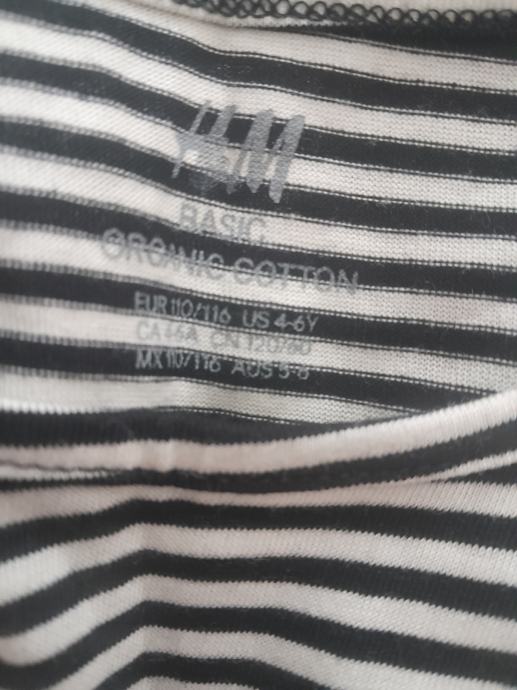 H&M
BASIC
ORGANIC COTTON
EUR 110/116 US 4-6Y
CA 4-6A CN 120/60
MX 110/116 AUS 5-6